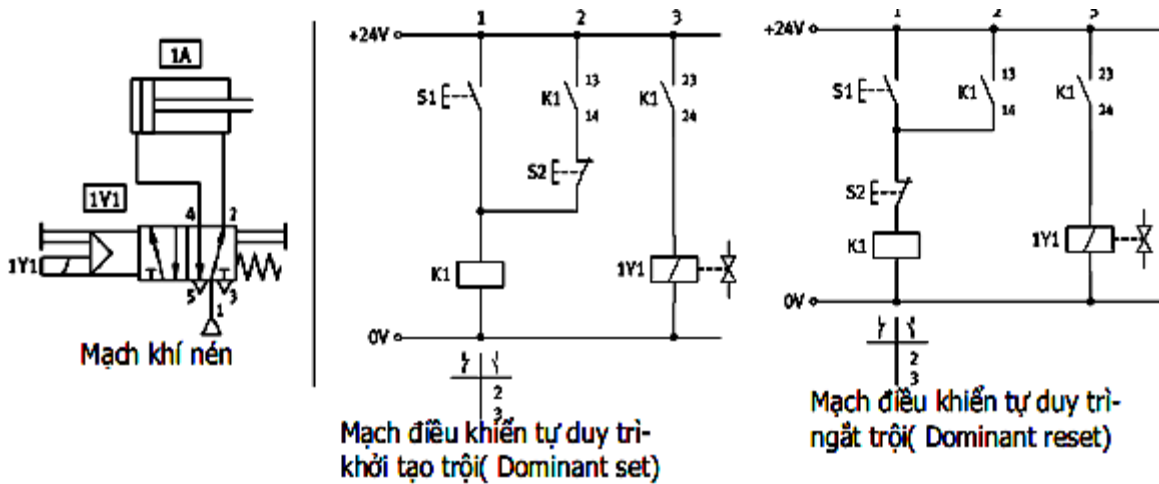 1A
1V1
4 2
1Y1
5 3
1
Mạch khí nén
1 2 3
+24V
S1
K1
13
14
K1
23
24
S2
K1
1Y1
0V
2
3
Mạch điều khiển tự duy trì-
khởi tạo trội( Dominant set)
1 2 3
+24V
S1
K1
13
14
K1
23
24
S2
K1
1Y1
0V
2
3
Mạch điều khiển tự duy trì-
ngắt trội( Dominant reset)